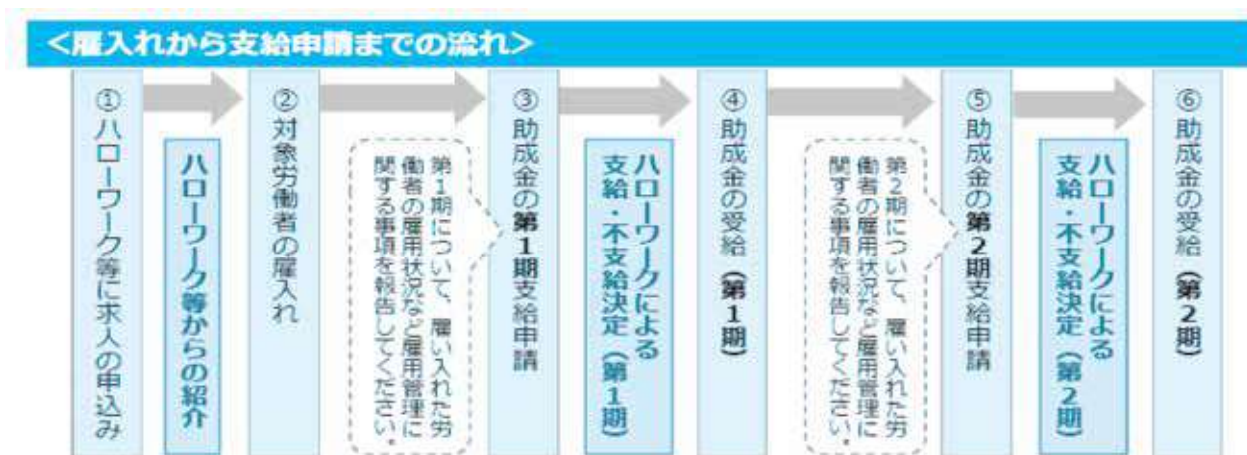 ＜雇入れから支給申請までの流れ＞
①ハローワーク等に求人の申込み
ハローワーク等からの紹介
②対象労働者の雇入れ
第1期について、雇い入れた労
働者の雇用状況など雇用管理に
関する事項を報告してください。
③助成金の第1期支給申請
ハローワークによる
支給・不支給決定（第1期）
④助成金の受給（第1期）
第2期について、雇い入れた労
働者の雇用状況など雇用管理に
関する事項を報告してください。
⑤助成金の第2期支給申請
ハローワークによる
支給・不支給決定（第2期）
⑥助成金の受給（第2期）